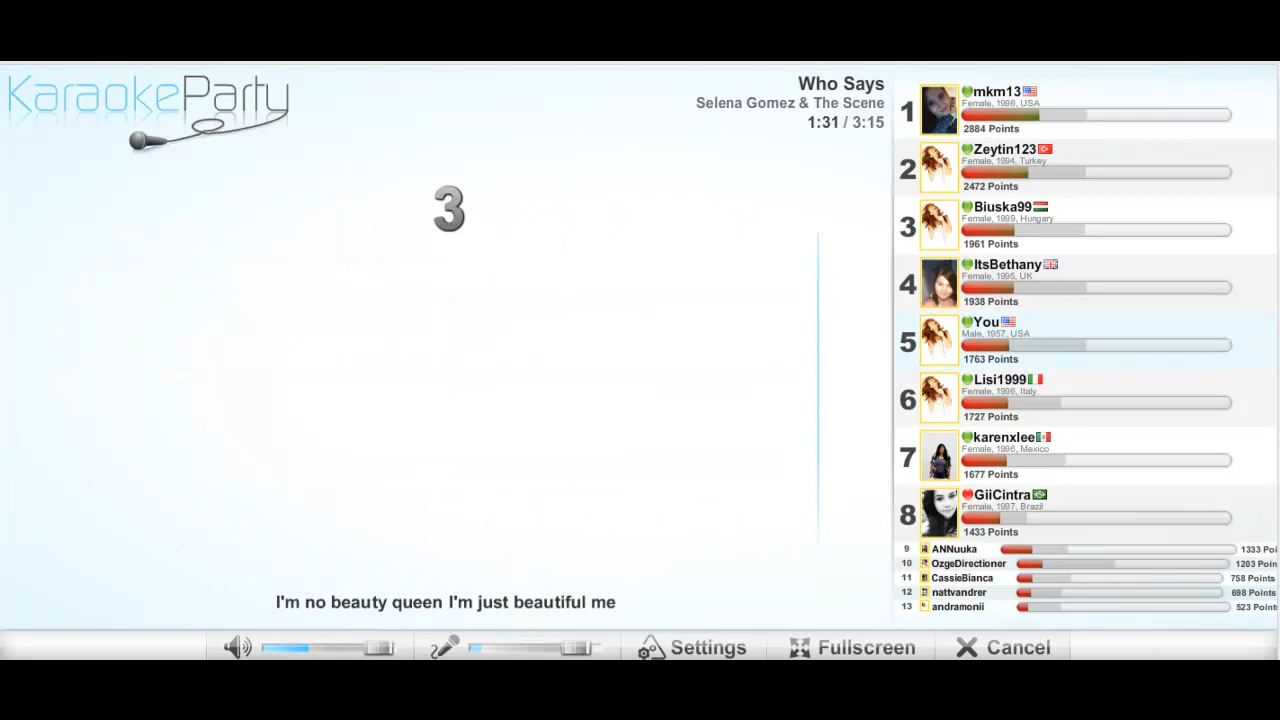 KaraokeParty
Who Says
Selena Gomez & The Scene
1:31 / 3:15
3
I'm no beauty queen I'm just beautiful me
1
mkm13
Female, 1996, USA
2884 Points
2
Zeytin123
Female, 1994, Turkey
2472 Points
3
Biuska99
Female, 1999, Hungary
1961 Points
4
ItsBethany
Female, 1995, UK
1938 Points
5
You
Male, 1957, USA
1763 Points
6
Lisi1999
Female, 1996, Italy
1727 Points
7
karenxlee
Female, 1996, Mexico
1677 Points
8
GiiCintra
Female, 1997, Brazil
1433 Points
9 ANNuuka 1333 Poi
10 OzgeDirectioner 1203 Poin
11 CassieBianca 758 Points
12 nattvandrer 698 Points
13 andramonii 523 Points
Settings Fullscreen Cancel